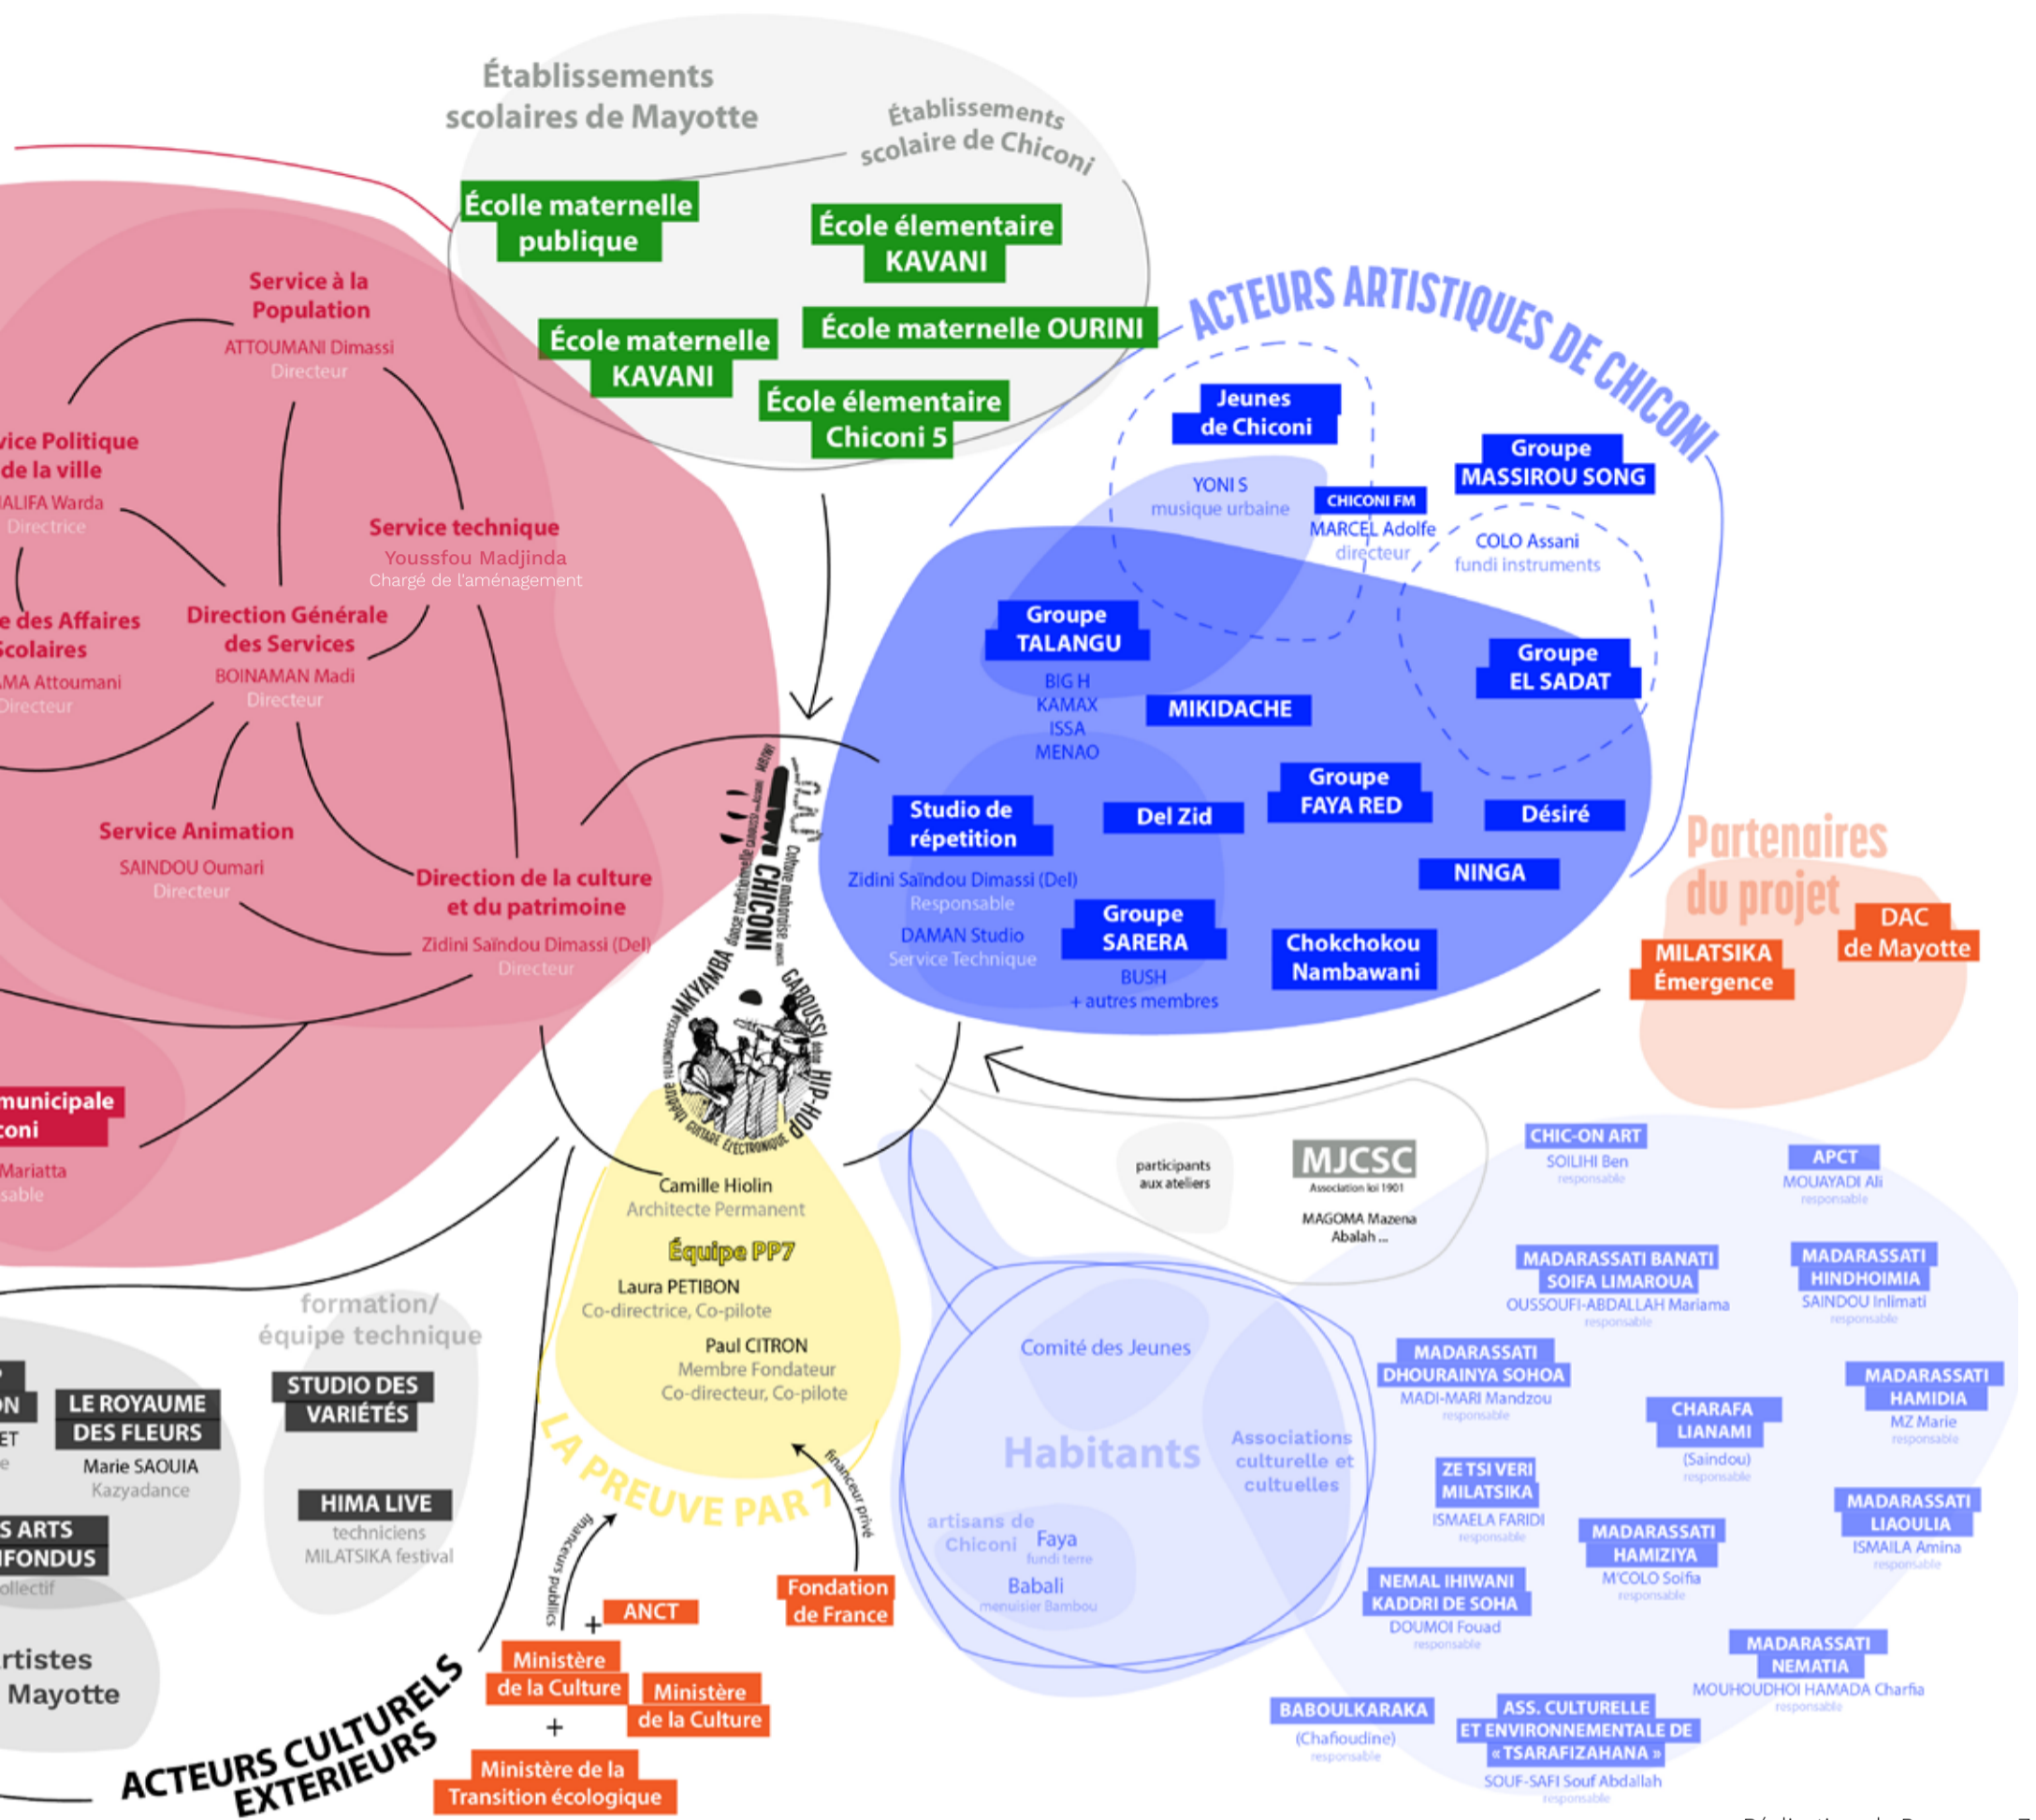 Établissements
scolaires de Mayotte
Établissements
scolaire de Chiconi
Écolle maternelle
publique
École élementaire
KAVANI
École maternelle
KAVANI
École maternelle OURINI
École élementaire
Chiconi 5
Service à la
Population
ATTOUMANI Dimassi
Directeur
vice Politique
de la ville
HALIFA Warda
Directrice
Service technique
Youssfou Madjinda
Chargé de l'aménagement
e des Affaires
Scolaires
AMA Attoumani
Directeur
Direction Générale
des Services
BOINAMAN Madi
Directeur
Service Animation
SAINDOU Oumari
Directeur
Direction de la culture
et du patrimoine
Zidini Saïndou Dimassi (Del)
Directeur
municipale
coni
Mariatta
sable
ACTEURS ARTISTIQUES DE CHICONI
Jeunes
de Chiconi
YONI S
musique urbaine
CHICONI FM
MARCEL Adolfe
directeur
Groupe
MASSIROU SONG
COLO Assani
fundi instruments
Groupe
TALANGU
BIG H
KAMAX
ISSA
MENAO
MIKIDACHE
Groupe
EL SADAT
Groupe
FAYA RED
Studio de
répetition
Zidini Saïndou Dimassi (Del)
Responsable
DAMAN Studio
Service Technique
Del Zid
Désiré
NINGA
Groupe
SARERA
BUSH
+ autres membres
Chokchokou
Nambawani
Partenaires
du projet
DAC
de Mayotte
MILATSIKA
Émergence
danse traditionnelle
CHICONI
Culture mahoraise
MKYAMBA
GABOUSSI
débat
HIP-HOP
théâtre
GUITARE
ÉLECTRONIQUE
Camille Hiolin
Architecte Permanent
Équipe PP7
Laura PETIBON
Co-directrice, Co-pilote
Paul CITRON
Membre Fondateur
Co-directeur, Co-pilote
LA PREUVE PAR 7
financeurs publics
financeur privé
ANCT
+
Ministère
de la Culture
Ministère
de la Culture
+
Ministère de la
Transition écologique
Fondation
de France
participants
aux ateliers
MJCSC
Association loi 1901
MAGOMA Mazena
Abalah ...
Comité des Jeunes
Habitants
Associations
culturelle et
cultuelles
artisans de
Chiconi
Faya
fundi terre
Babali
menuisier Bambou
CHIC-ON ART
SOILIHI Ben
responsable
APCT
MOUAYADI Ali
responsable
MADARASSATI BANATI
SOIFA LIMAROUA
OUSSOUFI-ABDALLAH Mariama
responsable
MADARASSATI
HINDHOIMIA
SAINDOU Inlimati
responsable
MADARASSATI
DHOURAINYA SOHOA
MADI-MARI Mandzou
responsable
CHARAFA
LIANAMI
(Saindou)
responsable
MADARASSATI
HAMIDIA
MZ Marie
responsable
ZE TSI VERI
MILATSIKA
ISMAELA FARIDI
responsable
MADARASSATI
HAMIZIYA
M'COLO Soifia
responsable
MADARASSATI
LIAOULIA
ISMAILA Amina
responsable
NEMAL IHIWANI
KADDRI DE SOHA
DOUMOI Fouad
responsable
MADARASSATI
NEMATIA
MOUHOUDHOI HAMADA Charfia
responsable
BABOULKARAKA
(Chafioudine)
responsable
ASS. CULTURELLE
ET ENVIRONNEMENTALE DE
« TSARAFIZAHANA »
SOUF-SAFI Souf Abdallah
responsable
formation/
équipe technique
STUDIO DES
VARIÉTÉS
HIMA LIVE
techniciens
MILATSIKA festival
ON
ET
e
LE ROYAUME
DES FLEURS
Marie SAOUIA
Kazyadance
S ARTS
IFONDUS
ollectif
rtistes
Mayotte
ACTEURS CULTURELS
EXTERIEURS